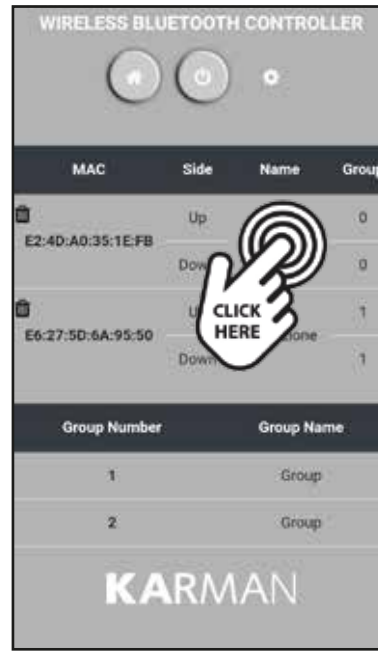 WIRELESS BLUETOOTH CONTROLLER
MAC Side Name Group
Up 0
E2:4D:A0:35:1E:FB
Down 0
CLICK
HERE
1
E6:27:5D:6A:95:50
Down 1
Group Number Group Name
1 Group
2 Group
KARMAN